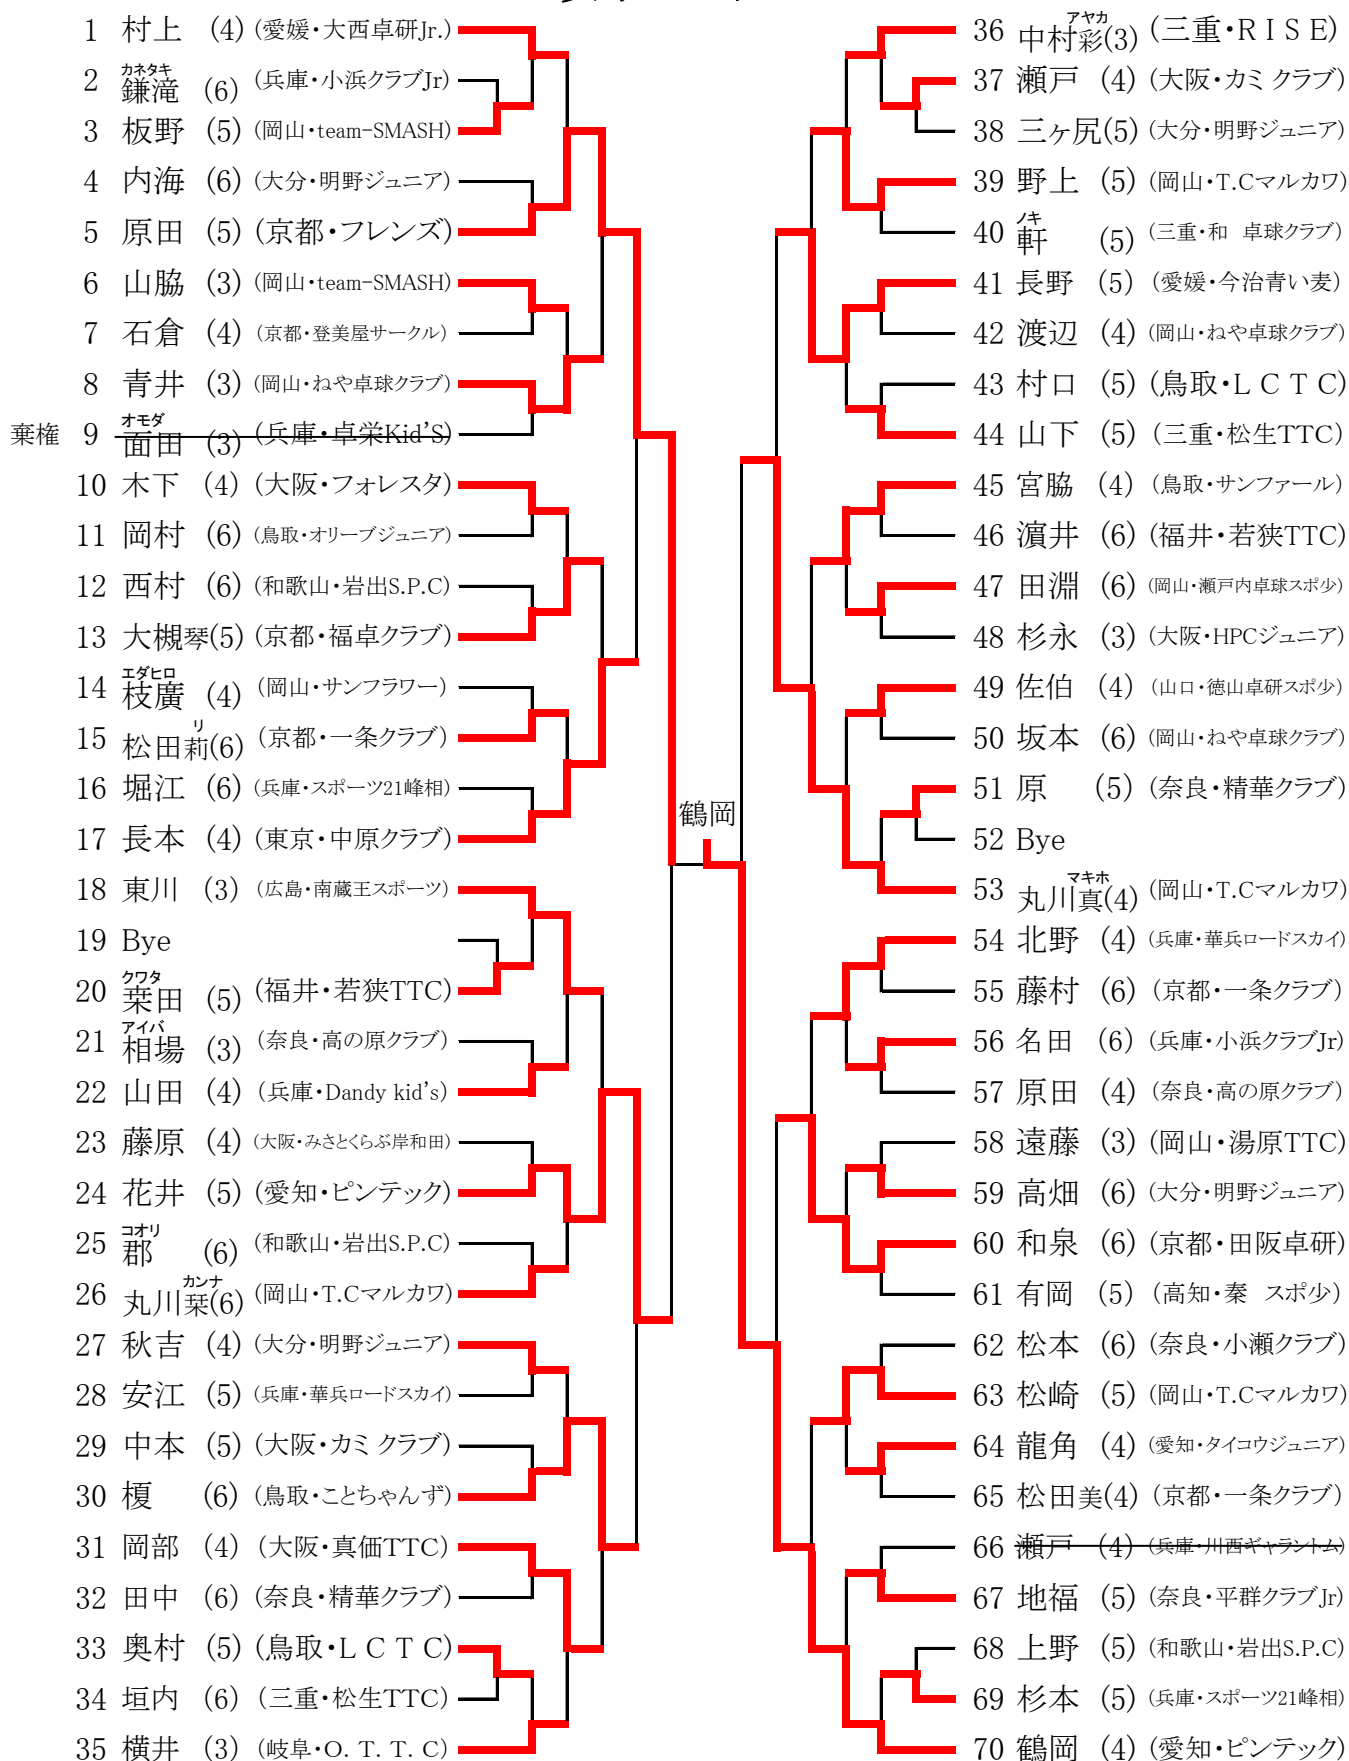 1 村上 (4) (愛媛・大西卓研Jr.)
カネタキ
2 鎌滝 (6) (兵庫・小浜クラブJr)
3 板野 (5) (岡山・team-SMASH)
4 内海 (6) (大分・明野ジュニア)
5 原田 (5) (京都・フレンズ)
6 山脇 (3) (岡山・team-SMASH)
7 石倉 (4) (京都・登美屋サークル)
8 青井 (3) (岡山・ねや卓球クラブ)
オモダ
棄権 9 面田 (3) (兵庫・卓栄Kid'S)
10 木下 (4) (大阪・フォレスタ)
11 岡村 (6) (鳥取・オリーブジュニア)
12 西村 (6) (和歌山・岩出S.P.C)
13 大槻琴(5) (京都・福卓クラブ)
エダヒロ
14 枝廣 (4) (岡山・サンフラワー)
リ
15 松田莉(6) (京都・一条クラブ)
16 堀江 (6) (兵庫・スポーツ21峰相)
17 長本 (4) (東京・中原クラブ)
18 東川 (3) (広島・南蔵王スポーツ)
19 Bye
クワタ
20 桒田 (5) (福井・若狭TTC)
アイバ
21 相場 (3) (奈良・高の原クラブ)
22 山田 (4) (兵庫・Dandy kid's)
23 藤原 (4) (大阪・みさとくらぶ岸和田)
24 花井 (5) (愛知・ピンテック)
コオリ
25 郡 (6) (和歌山・岩出S.P.C)
カンナ
26 丸川栞(6) (岡山・T.Cマルカワ)
27 秋吉 (4) (大分・明野ジュニア)
28 安江 (5) (兵庫・華兵ロードスカイ)
29 中本 (5) (大阪・カミ クラブ)
30 榎 (6) (鳥取・ことちゃんず)
31 岡部 (4) (大阪・真価TTC)
32 田中 (6) (奈良・精華クラブ)
33 奥村 (5) (鳥取・L C T C)
34 垣内 (6) (三重・松生TTC)
35 横井 (3) (岐阜・O. T. T. C)
鶴岡
アヤカ
36 中村彩(3) (三重・R I S E)
37 瀬戸 (4) (大阪・カミ クラブ)
38 三ヶ尻(5) (大分・明野ジュニア)
39 野上 (5) (岡山・T.Cマルカワ)
ノキ
40 軒 (5) (三重・和 卓球クラブ)
41 長野 (5) (愛媛・今治青い麦)
42 渡辺 (4) (岡山・ねや卓球クラブ)
43 村口 (5) (鳥取・L C T C)
44 山下 (5) (三重・松生TTC)
45 宮脇 (4) (鳥取・サンファール)
46 濵井 (6) (福井・若狭TTC)
47 田淵 (6) (岡山・瀬戸内卓球スポ少)
48 杉永 (3) (大阪・HPCジュニア)
49 佐伯 (4) (山口・徳山卓研スポ少)
50 坂本 (6) (岡山・ねや卓球クラブ)
51 原 (5) (奈良・精華クラブ)
52 Bye
マキホ
53 丸川真(4) (岡山・T.Cマルカワ)
54 北野 (4) (兵庫・華兵ロードスカイ)
55 藤村 (6) (京都・一条クラブ)
56 名田 (6) (兵庫・小浜クラブJr)
57 原田 (4) (奈良・高の原クラブ)
58 遠藤 (3) (岡山・湯原TTC)
59 高畑 (6) (大分・明野ジュニア)
60 和泉 (6) (京都・田阪卓研)
61 有岡 (5) (高知・秦 スポ少)
62 松本 (6) (奈良・小瀬クラブ)
63 松崎 (5) (岡山・T.Cマルカワ)
64 龍角 (4) (愛知・タイコウジュニア)
65 松田美(4) (京都・一条クラブ)
66 瀬戸 (4) (兵庫・川西ギャラントム)
67 地福 (5) (奈良・平群クラブJr)
68 上野 (5) (和歌山・岩出S.P.C)
69 杉本 (5) (兵庫・スポーツ21峰相)
70 鶴岡 (4) (愛知・ピンテック)